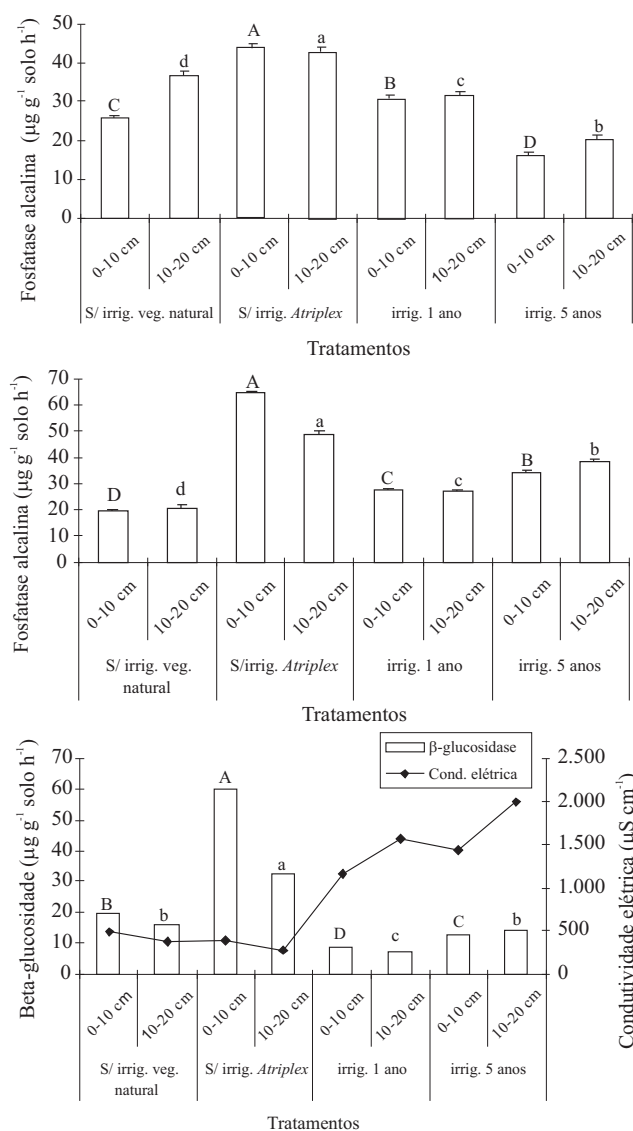 Fosfatase alcalina (µg g⁻¹ solo h⁻¹)
50
40
30
20
10
0
C
d
A
a
B
c
D
b
0-10 cm
10-20 cm
0-10 cm
10-20 cm
0-10 cm
10-20 cm
0-10 cm
10-20 cm
S/ irrig. veg. natural
S/ irrig. Atriplex
irrig. 1 ano
irrig. 5 anos
Tratamentos
Fosfatase alcalina (µg g⁻¹ solo h⁻¹)
70
60
50
40
30
20
10
0
D
d
A
a
C
c
B
b
0-10 cm
10-20 cm
0-10 cm
10-20 cm
0-10 cm
10-20 cm
0-10 cm
10-20 cm
S/ irrig. veg.
natural
S/irrig. Atriplex
irrig. 1 ano
irrig. 5 anos
Tratamentos
Beta-glucosidade (µg g⁻¹ solo h⁻¹)
70
60
50
40
30
20
10
0
β-glucosidase
Cond. elétrica
B
b
A
a
D
c
C
b
2.500
2.000
1.500
1.000
500
0
Condutividade elétrica (µS cm⁻¹)
0-10 cm
10-20 cm
0-10 cm
10-20 cm
0-10 cm
10-20 cm
0-10 cm
10-20 cm
S/ irrig. veg.
natural
S/ irrig. Atriplex
irrig. 1 ano
irrig. 5 anos
Tratamentos